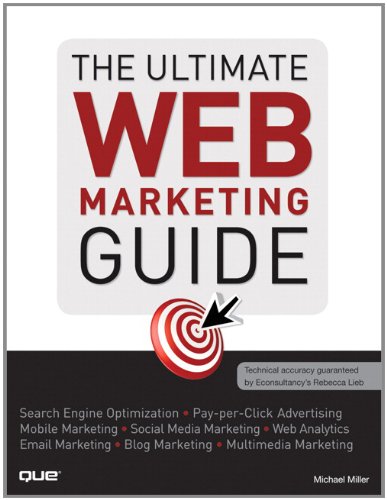 THE ULTIMATE
WEB
MARKETING
GUIDE
Technical accuracy guaranteed
by Econsultancy's Rebecca Lieb
Search Engine Optimization • Pay-per-Click Advertising
Mobile Marketing • Social Media Marketing • Web Analytics
Email Marketing • Blog Marketing • Multimedia Marketing
que®
Michael Miller